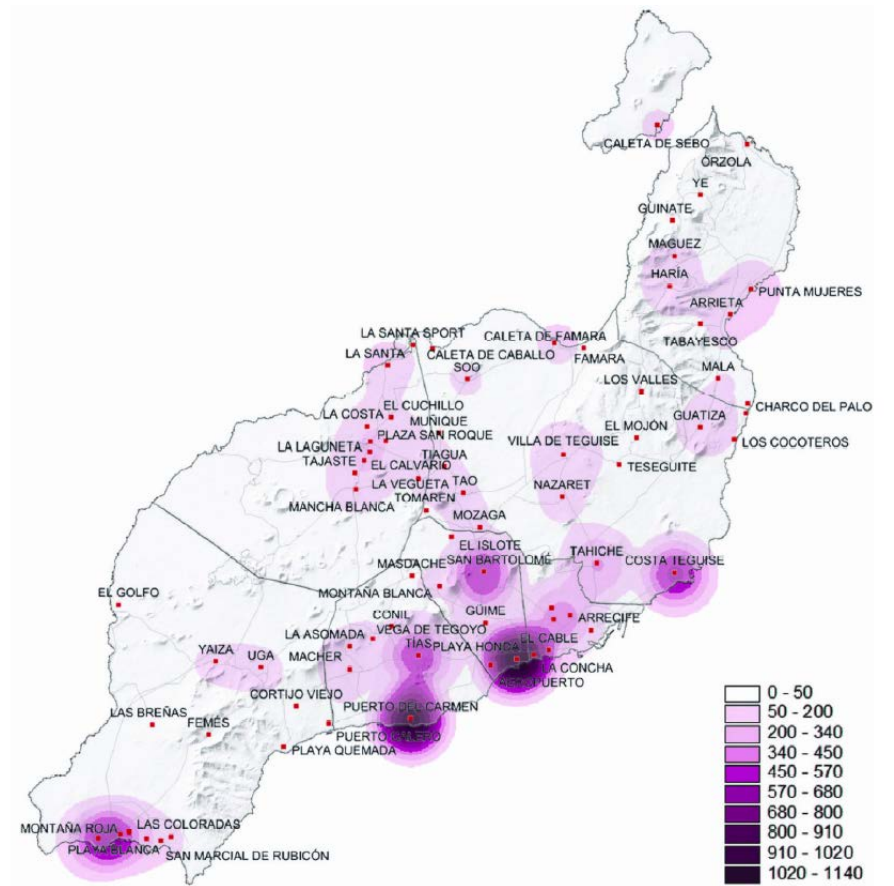 CALETA DE SEBO
ÓRZOLA
YE
GUINATE
MAGUEZ
HARÍA
PUNTA MUJERES
ARRIETA
TABAYESCO
LA SANTA SPORT
CALETA DE FAMARA
LA SANTA
CALETA DE CABALLO
FAMARA
SOO
MALA
LOS VALLES
CHARCO DEL PALO
EL CUCHILLO
LA COSTA
MUÑIQUE
EL MOJÓN
GUATIZA
PLAZA SAN ROQUE
VILLA DE TEGUISE
LOS COCOTEROS
LA LAGUNETA
TIAGUA
TAJASTE
EL CALVARIO
TESEGUITE
LA VEGUETA
TAO
NAZARET
MANCHA BLANCA
TOMAREN
MOZAGA
EL ISLOTE
TAHICHE
COSTA TEGUISE
MASDACHE
SAN BARTOLOMÉ
EL GOLFO
MONTAÑA BLANCA
CONIL
GÜIME
ARRECIFE
LA ASOMADA
VEGA DE TEGOYO
EL CABLE
YAIZA
UGA
MACHER
TÍAS
PLAYA HONDA
LA CONCHA
AEROPUERTO
CORTIJO VIEJO
PUERTO DEL CARMEN
LAS BREÑAS
FEMÉS
PUERTO CALERO
PLAYA QUEMADA
MONTAÑA ROJA
LAS COLORADAS
PLAYA BLANCA
SAN MARCIAL DE RUBICÓN
0 - 50
50 - 200
200 - 340
340 - 450
450 - 570
570 - 680
680 - 800
800 - 910
910 - 1020
1020 - 1140